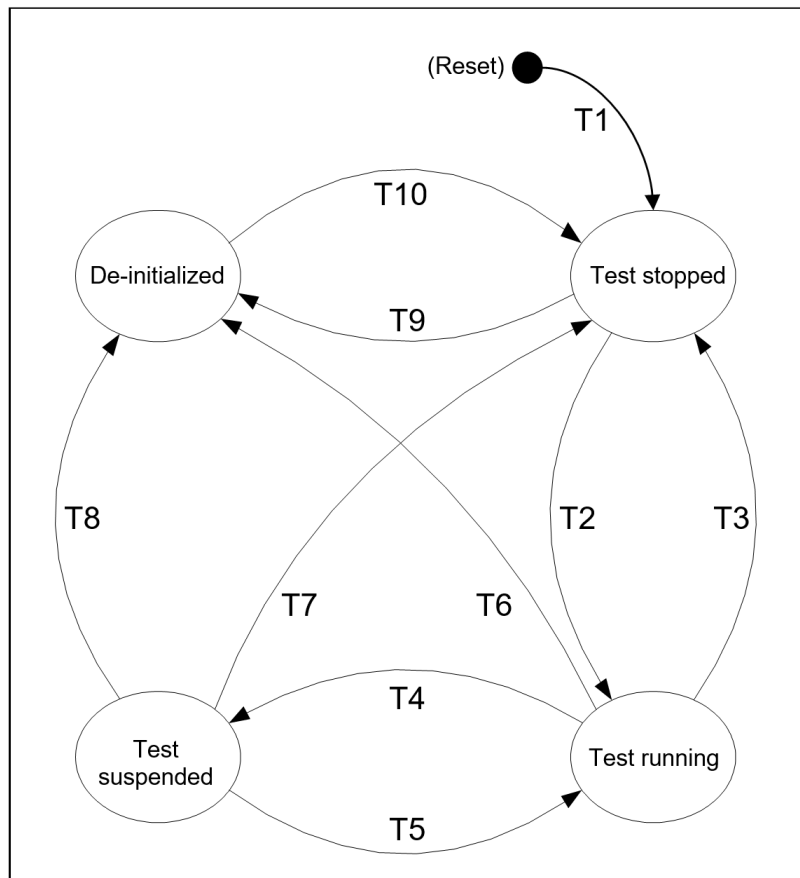 (Reset)
T1
T10
De-initialized
Test stopped
T9
T8
T2
T3
T7
T6
T4
Test
suspended
Test running
T5